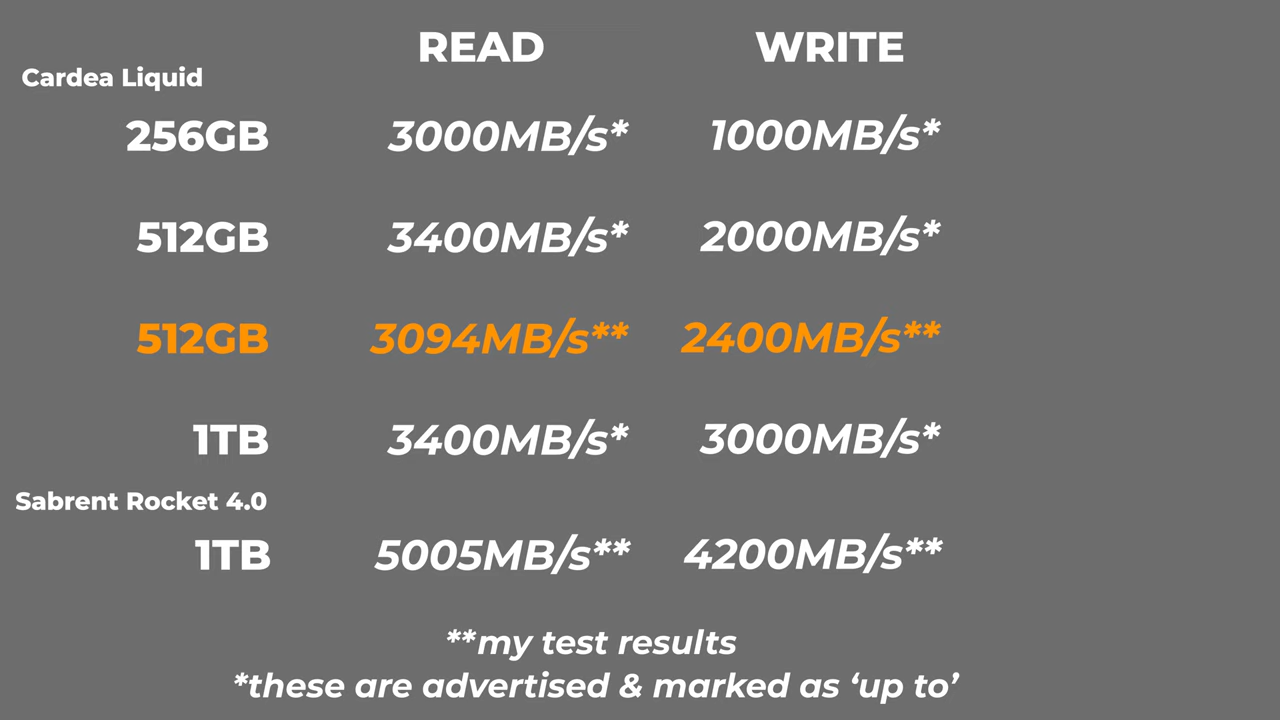 READ WRITE
Cardea Liquid
256GB 3000MB/s* 1000MB/s*
512GB 3400MB/s* 2000MB/s*
512GB 3094MB/s** 2400MB/s**
1TB 3400MB/s* 3000MB/s*
Sabrent Rocket 4.0
1TB 5005MB/s** 4200MB/s**
**my test results
*these are advertised & marked as ‘up to’